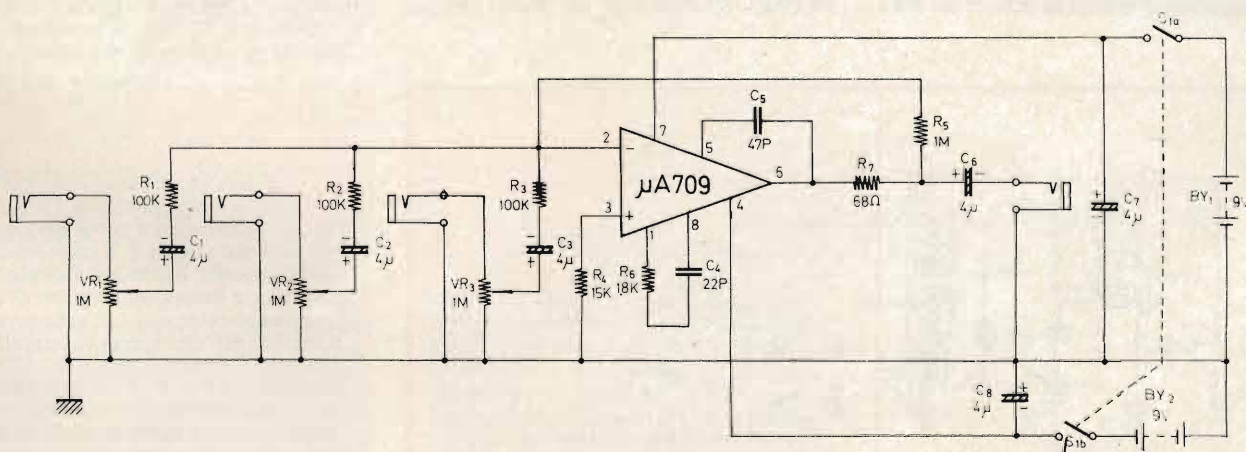 S1a
C5
47P
R5
1M
C6
4µ
R7
68Ω
µA709
2
7
5
6
3
4
1
8
−
+
R1
100K
R2
100K
R3
100K
C1
4µ
C2
4µ
C3
4µ
VR1
1M
VR2
1M
VR3
1M
R4
15K
R6
1.8K
C4
22P
C7
4µ
BY1
9V
C8
4µ
S1b
BY2
9V